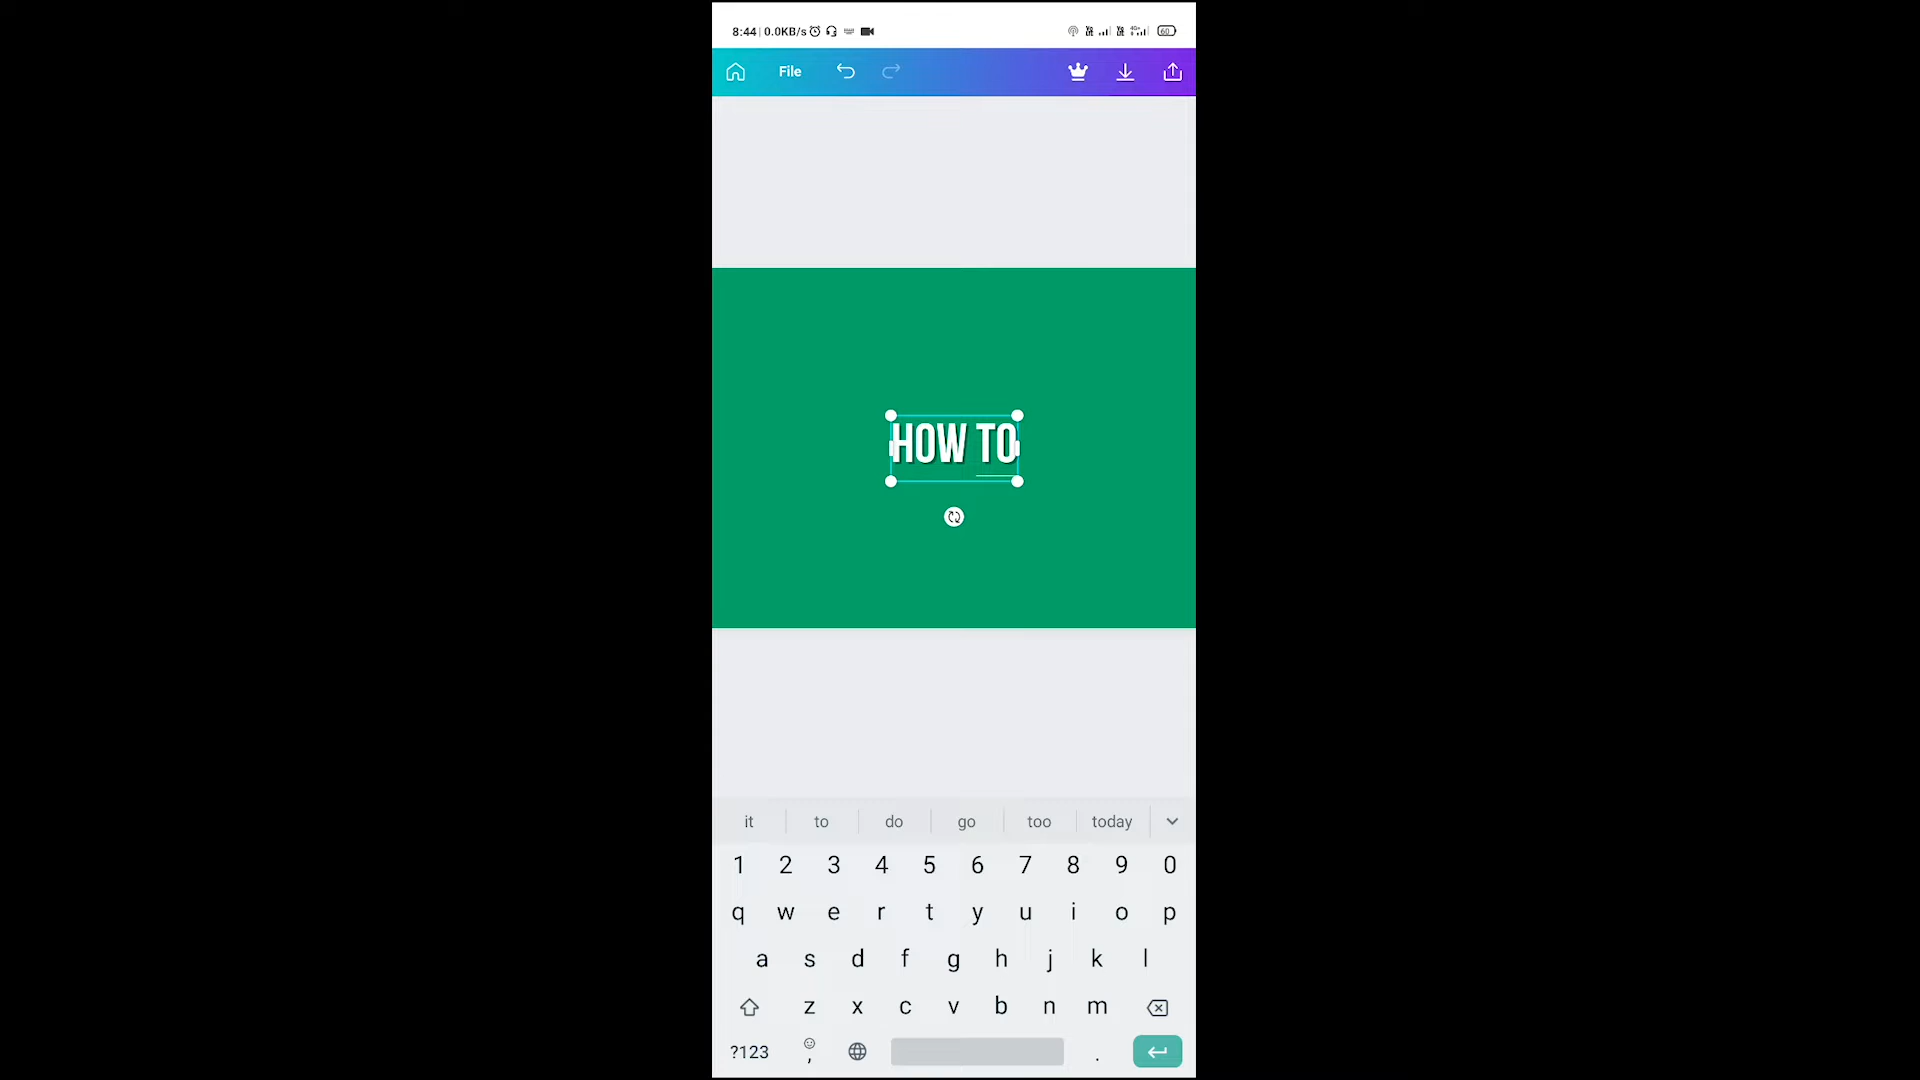 8:44 0.0KB/s 60
File
HOW TO
it to do go too today
1 2 3 4 5 6 7 8 9 0
q w e r t y u i o p
a s d f g h j k l
z x c v b n m
?123 , .